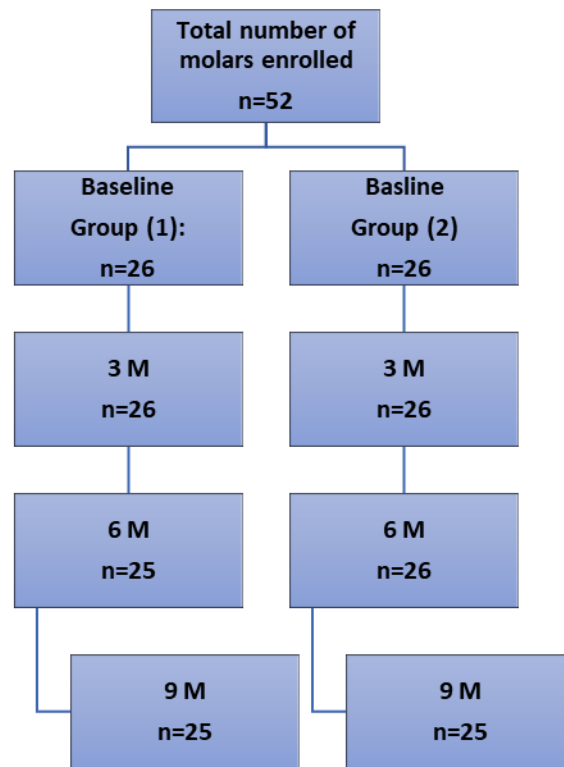 Total number of
molars enrolled
n=52
Baseline
Group (1):
n=26
Basline
Group (2)
n=26
3 M
n=26
3 M
n=26
6 M
n=25
6 M
n=26
9 M
n=25
9 M
n=25